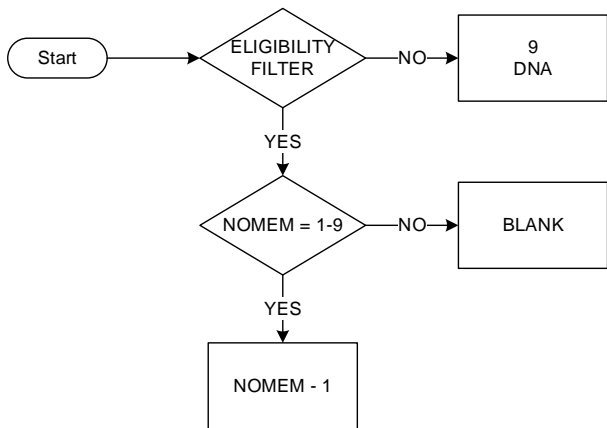 Start
ELIGIBILITY
FILTER
NO
9
DNA
YES
NOMEM = 1-9
NO
BLANK
YES
NOMEM - 1